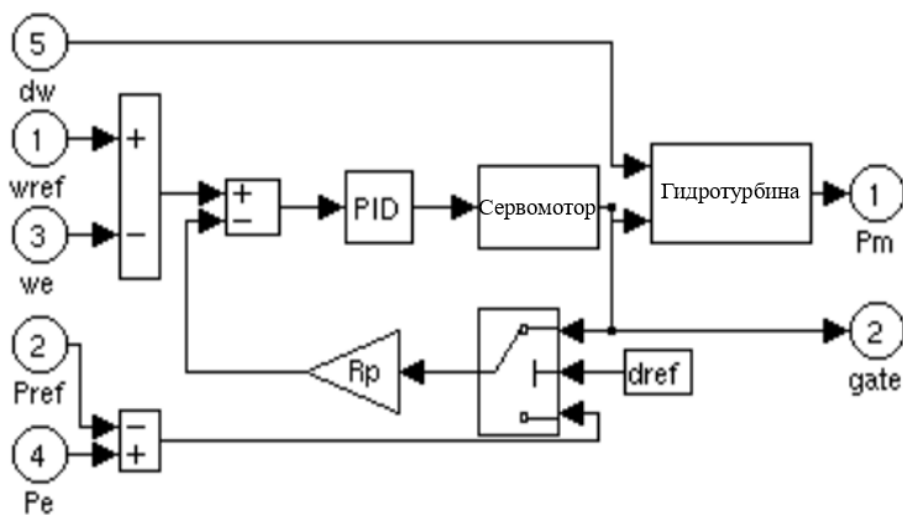 5
dw
1
wref
3
we
2
Pref
4
Pe
+
−
+
−
PID
Сервомотор
Гидротурбина
1
Pm
2
gate
Rp
dref
−
+